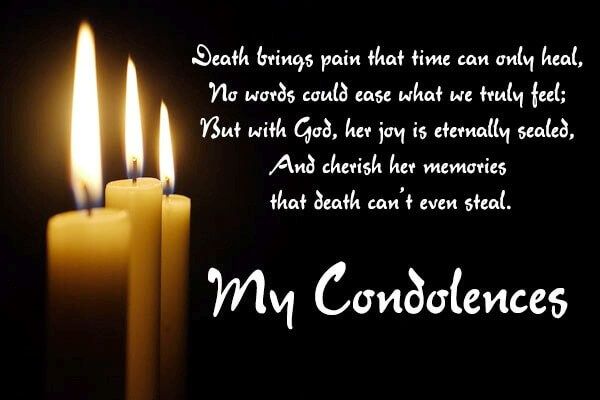 Death brings pain that time can only heal,
No words could ease what we truly feel;
But with God, her joy is eternally sealed,
And cherish her memories
that death can't even steal.
My Condolences